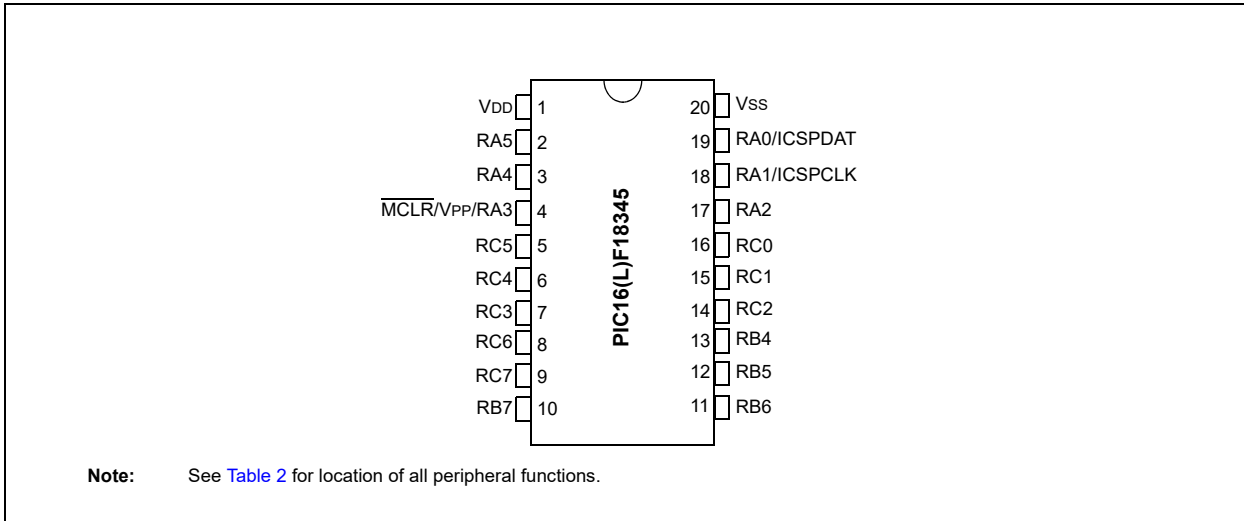 VDD 1 20 VSS
RA5 2 19 RA0/ICSPDAT
RA4 3 18 RA1/ICSPCLK
MCLR/VPP/RA3 4 17 RA2
RC5 5 16 RC0
RC4 6 15 RC1
RC3 7 14 RC2
RC6 8 13 RB4
RC7 9 12 RB5
RB7 10 11 RB6
PIC16(L)F18345
Note: See Table 2 for location of all peripheral functions.